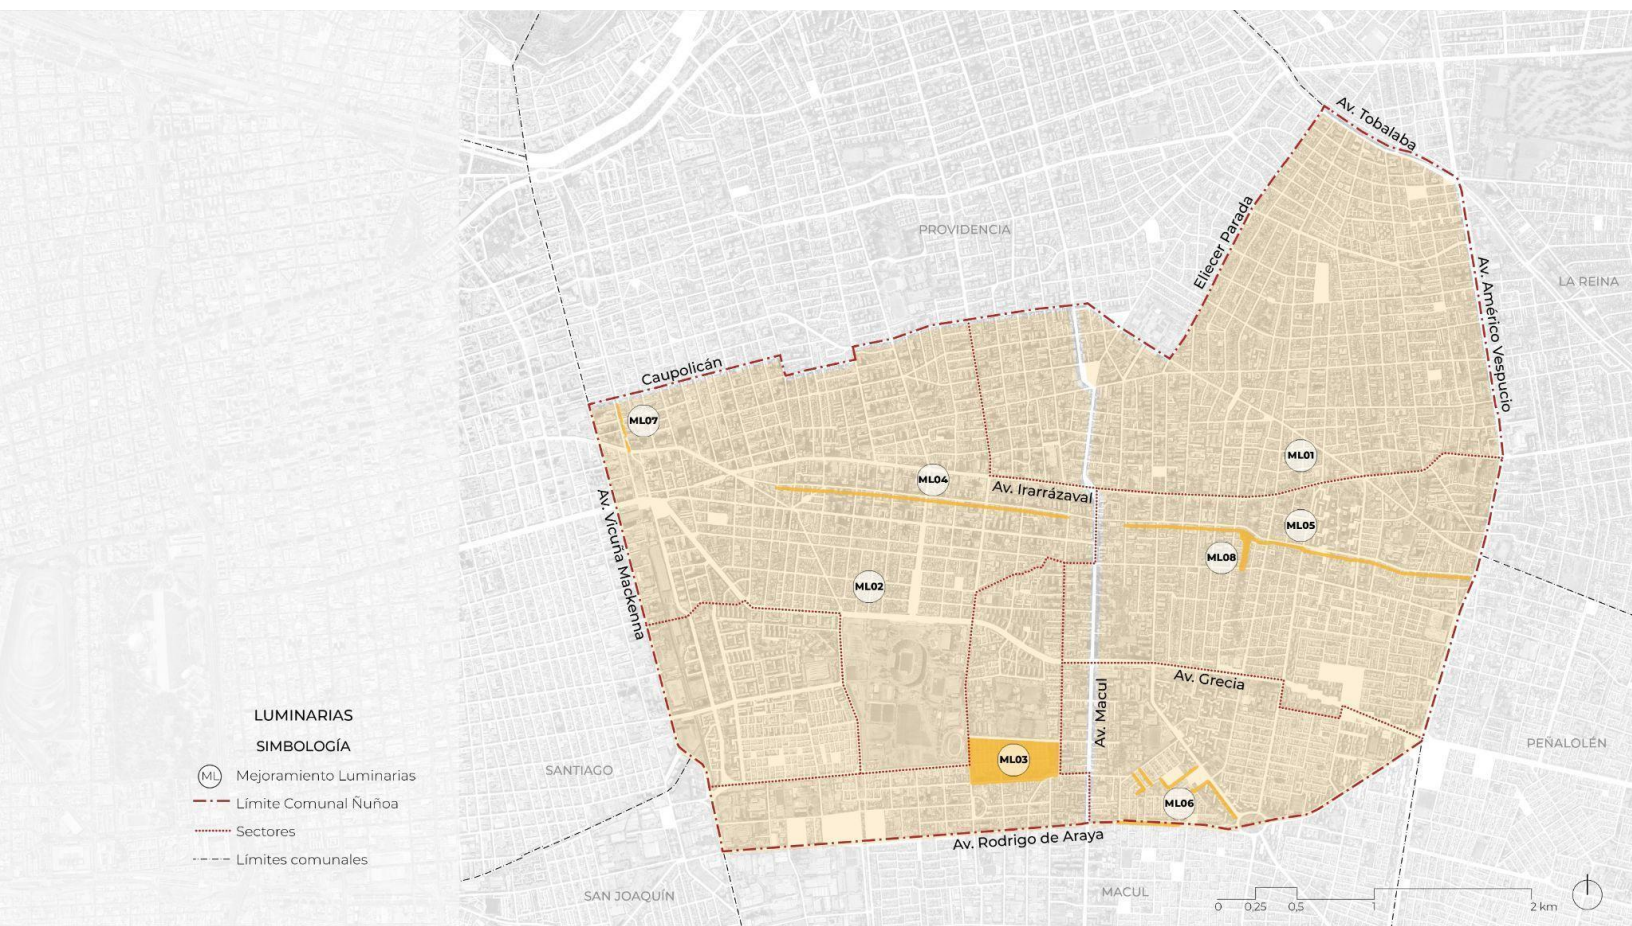 Av. Tobalaba
PROVIDENCIA
Eliecer Parada
LA REINA
Av. Américo Vespucio
Caupolicán
ML07
ML01
ML04
Av. Irarrázaval
ML05
ML08
Av. Vicuña Mackenna
ML02
Av. Grecia
Av. Macul
LUMINARIAS
SIMBOLOGÍA
ML Mejoramiento Luminarias
Límite Comunal Ñuñoa
Sectores
Límites comunales
SANTIAGO
ML03
PEÑALOLÉN
ML06
Av. Rodrigo de Araya
SAN JOAQUÍN
MACUL
0 0,25 0,5 1 2 km